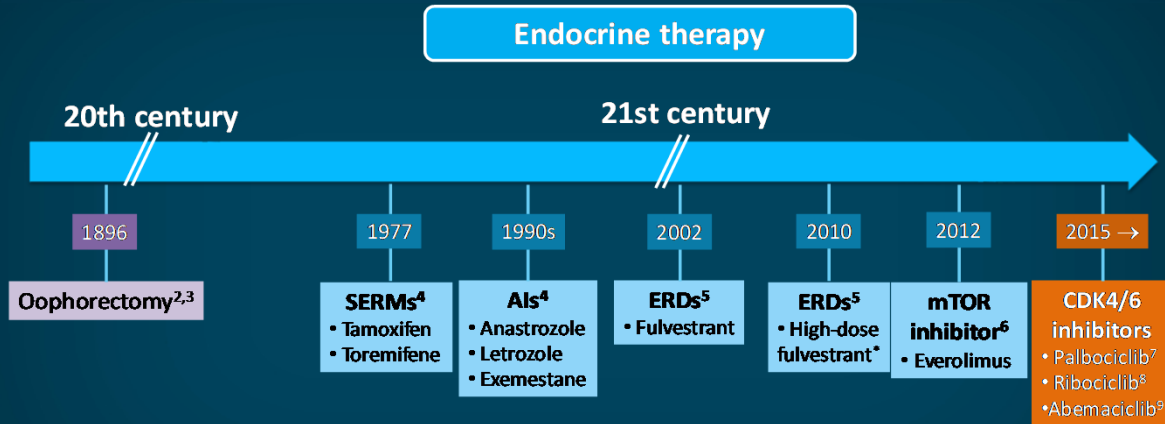 Endocrine therapy
20th century
21st century
1896
1977
1990s
2002
2010
2012
2015 →
Oophorectomy²,³
SERMs⁴
• Tamoxifen
• Toremifene
AIs⁴
• Anastrozole
• Letrozole
• Exemestane
ERDs⁵
• Fulvestrant
ERDs⁵
• High-dose
fulvestrant*
mTOR
inhibitor⁶
• Everolimus
CDK4/6
inhibitors
• Palbociclib⁷
• Ribociclib⁸
•Abemaciclib⁹